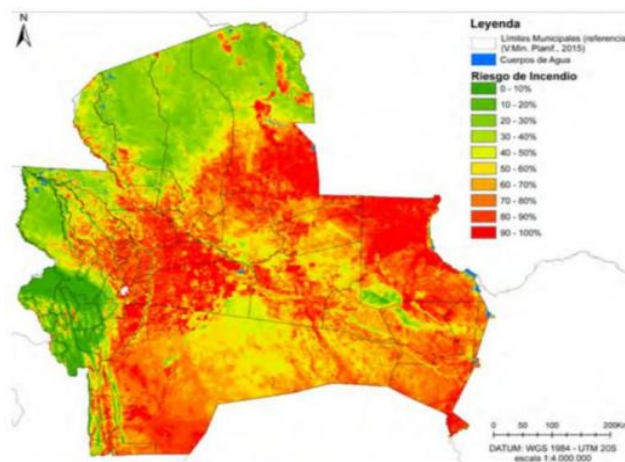 N
Leyenda
Límites Municipales (referencia)
(V.Min. Planif., 2015)
Cuerpos de Agua
Riesgo de Incendio
0 - 10%
10 - 20%
20 - 30%
30 - 40%
40 - 50%
50 - 60%
60 - 70%
70 - 80%
80 - 90%
90 - 100%
0 25 50 100 150 200Km
DATUM: WGS 1984 - UTM 20S
escala 1:4.000.000